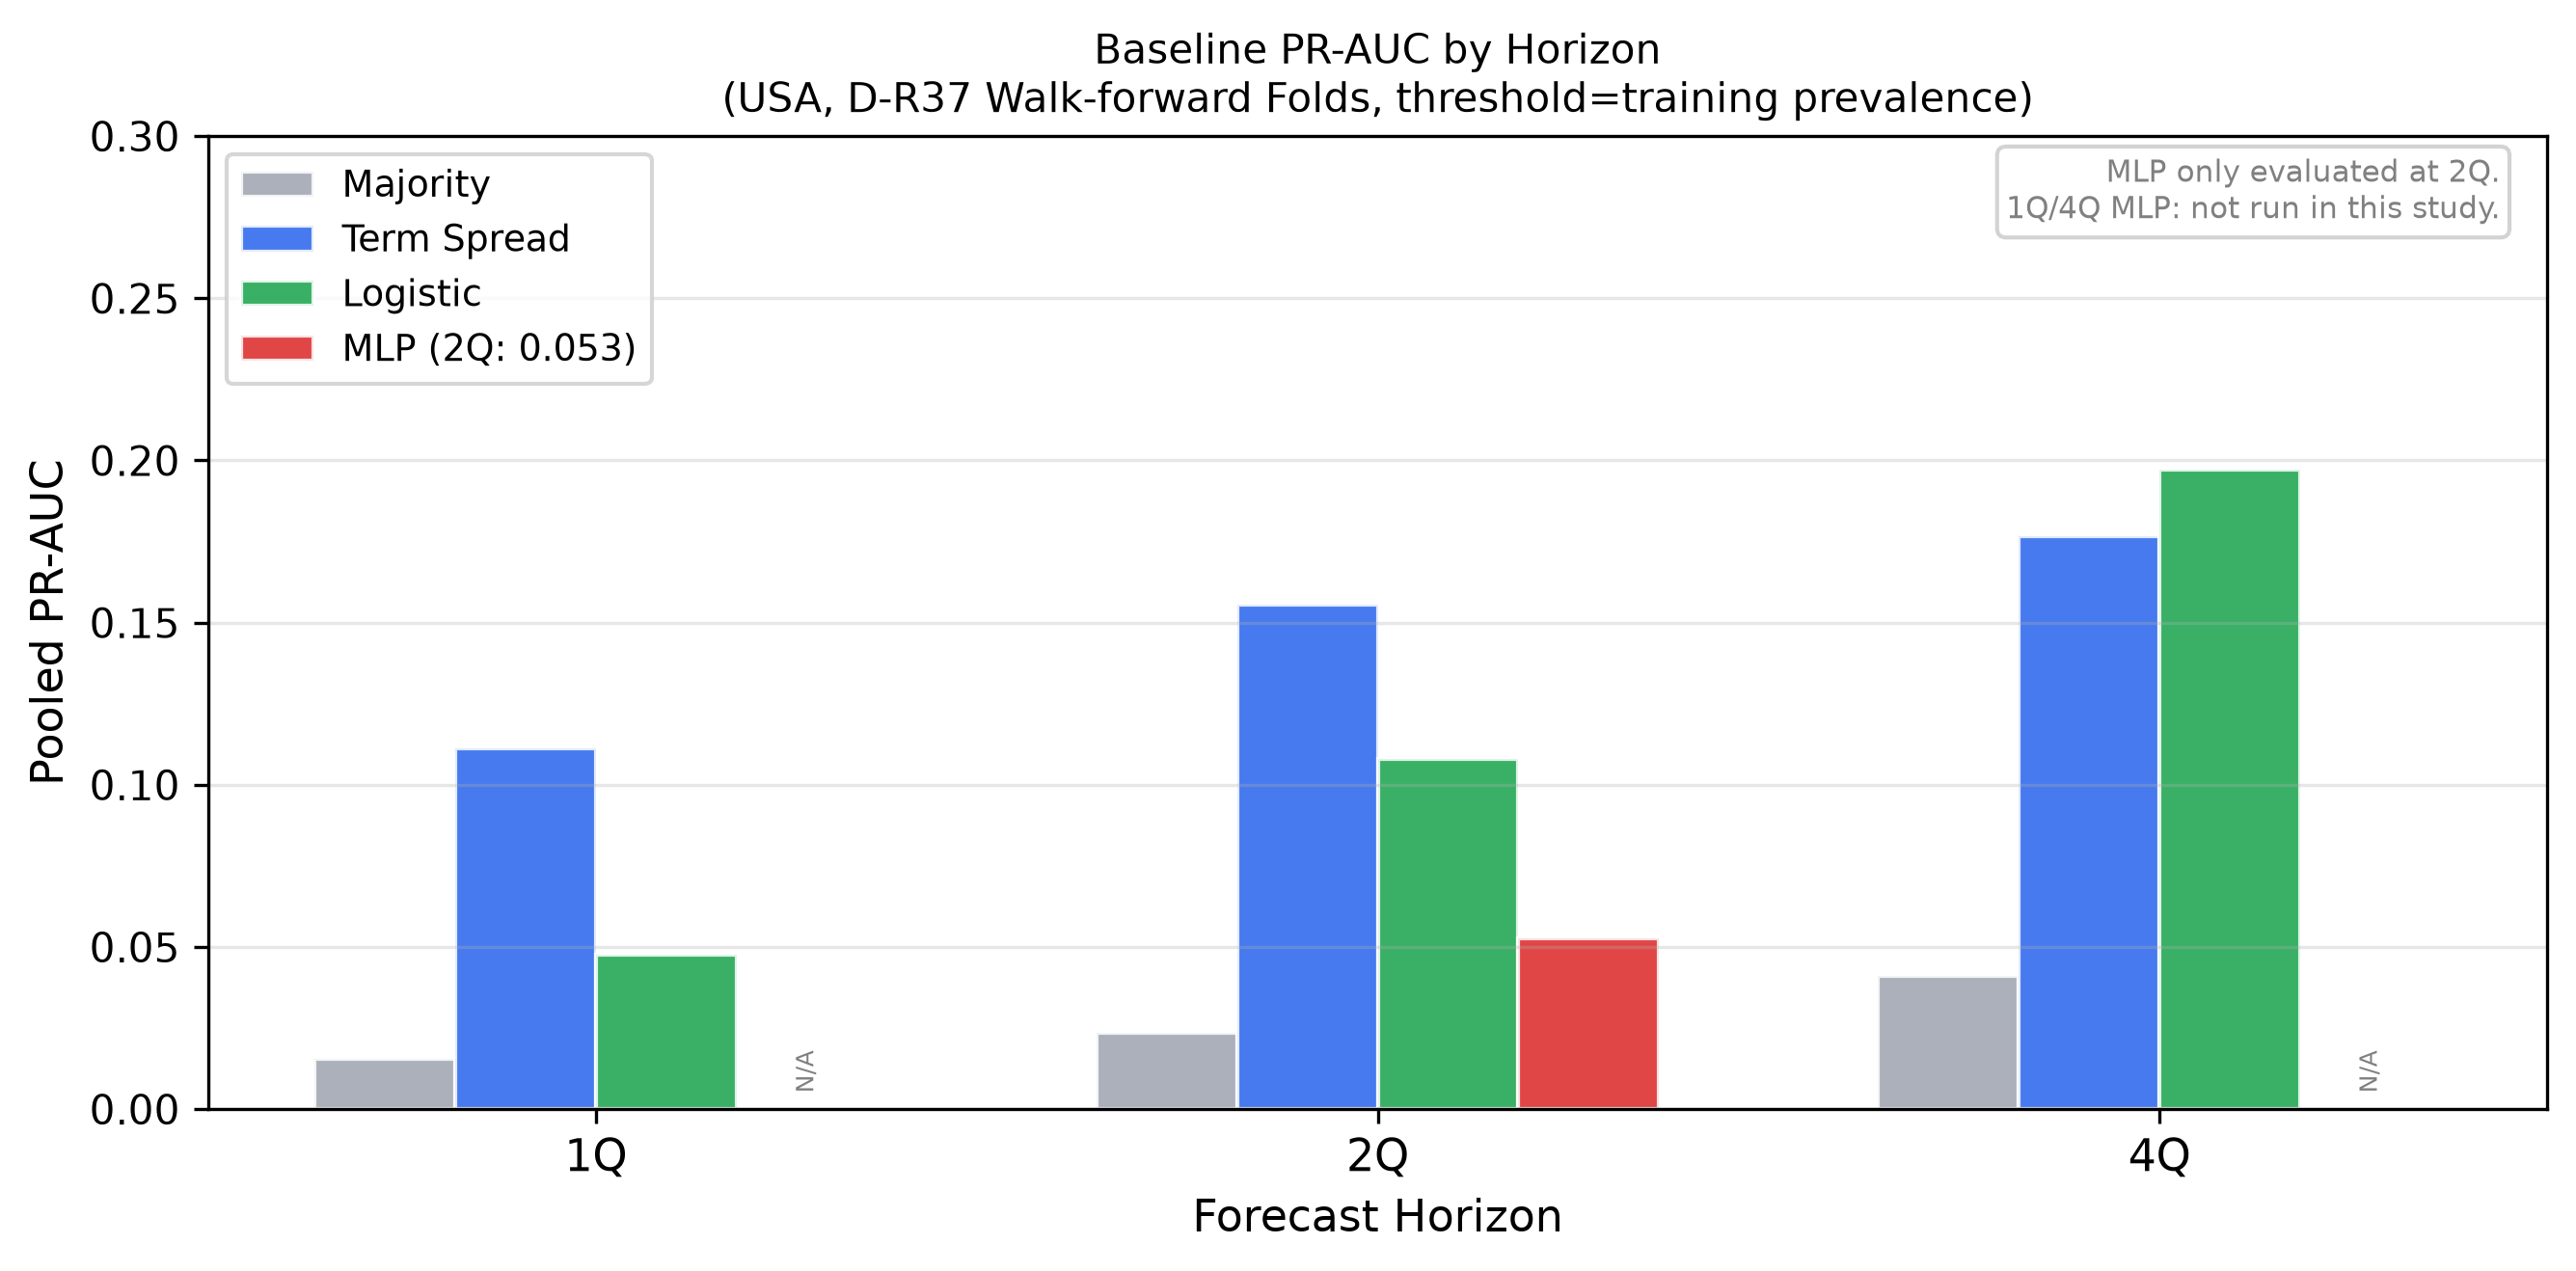 Baseline PR-AUC by Horizon
(USA, D-R37 Walk-forward Folds, threshold=training prevalence)
Pooled PR-AUC
0.30
0.25
0.20
0.15
0.10
0.05
0.00
Majority
Term Spread
Logistic
MLP (2Q: 0.053)
MLP only evaluated at 2Q.
1Q/4Q MLP: not run in this study.
N/A
N/A
1Q
2Q
4Q
Forecast Horizon